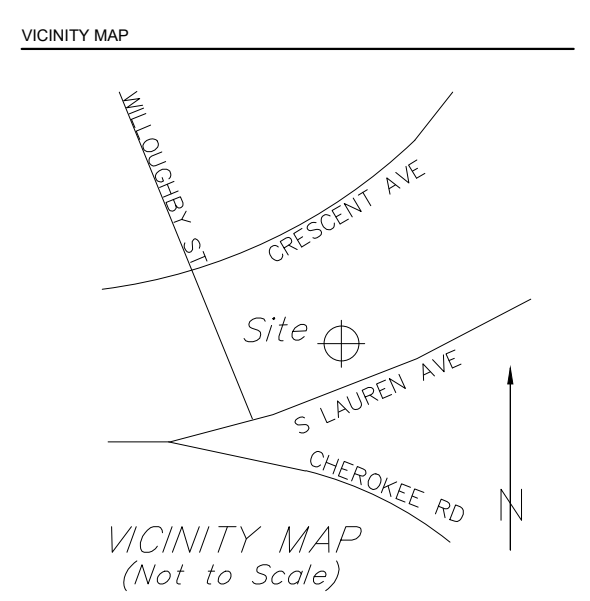 VICINITY MAP
WILLOUGHBY ST
CRESCENT AVE
Site
S LAUREN AVE
CHEROKEE RD
N
VICINITY MAP
(Not to Scale)